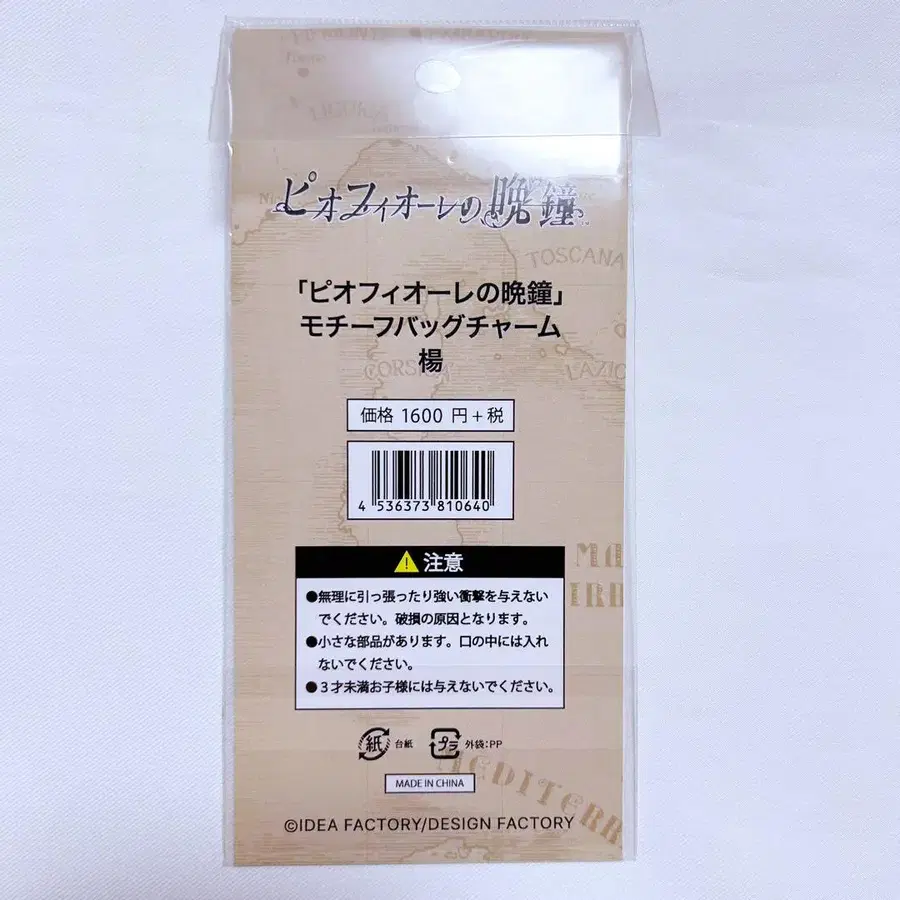 ピオフィオーレの晩鐘
TOSCANA
「ピオフィオーレの晩鐘」
モチーフバッグチャーム
楊
CORSICA
LAZIO
価格 1600 円+税
4 536373 810640
注意
●無理に引っ張ったり強い衝撃を与えない
でください。破損の原因となります。
●小さな部品があります。口の中には入れ
ないでください。
●3才未満お子様には与えないでください。
紙 台紙 プラ 外袋:PP
MEDITERR
MADE IN CHINA
©IDEA FACTORY/DESIGN FACTORY